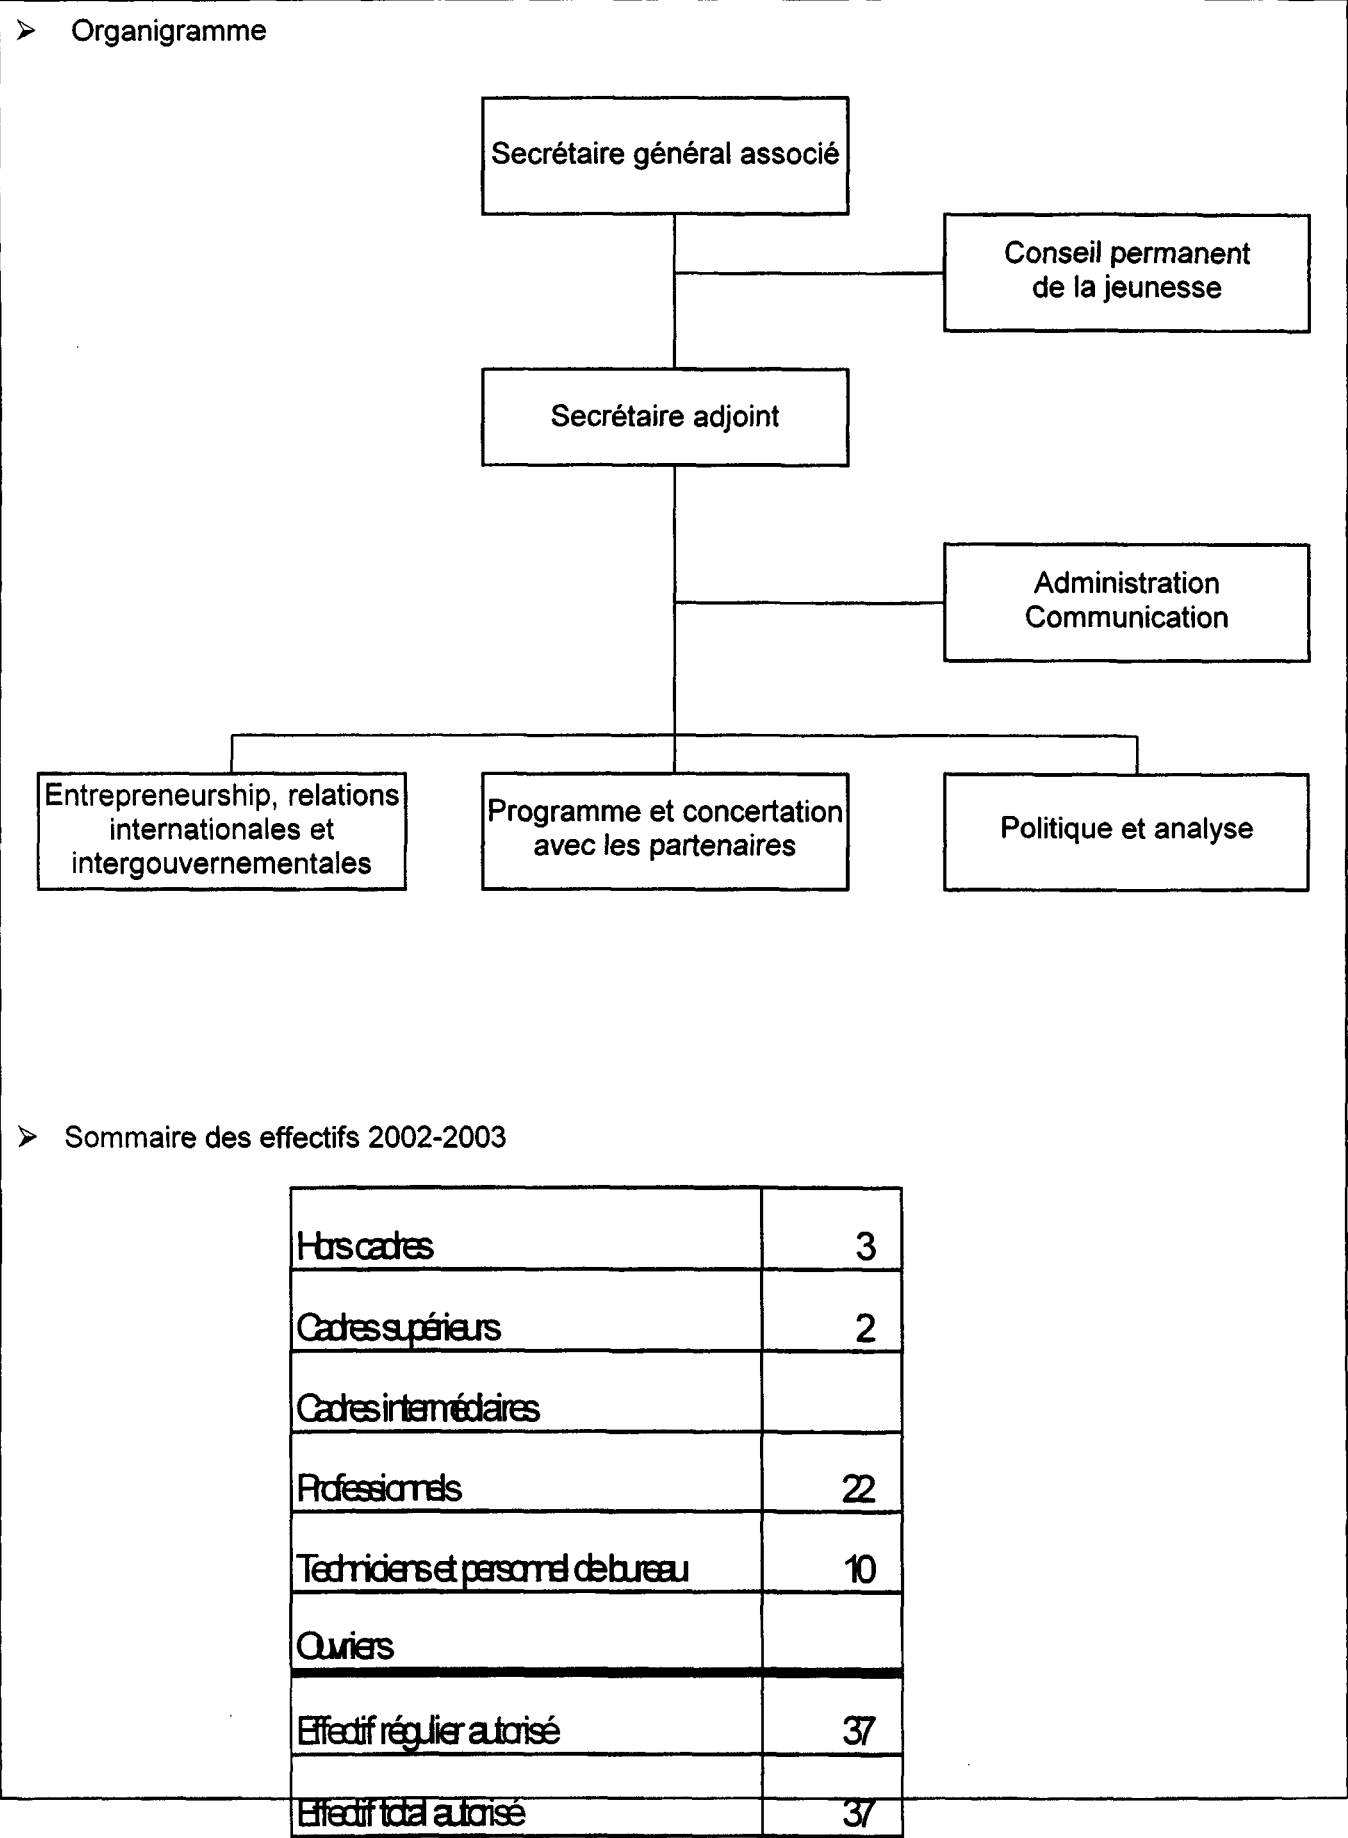 ➢ Organigramme
Secrétaire général associé
Conseil permanent
de la jeunesse
Secrétaire adjoint
Administration
Communication
Entrepreneurship, relations
internationales et
intergouvernementales
Programme et concertation
avec les partenaires
Politique et analyse
➢ Sommaire des effectifs 2002-2003
Hors cadres 3
Cadres supérieurs 2
Cadres intermédiaires
Professionnels 22
Techniciens et personnel de bureau 10
Ouvriers
Effectif régulier autorisé 37
Effectif total autorisé 37